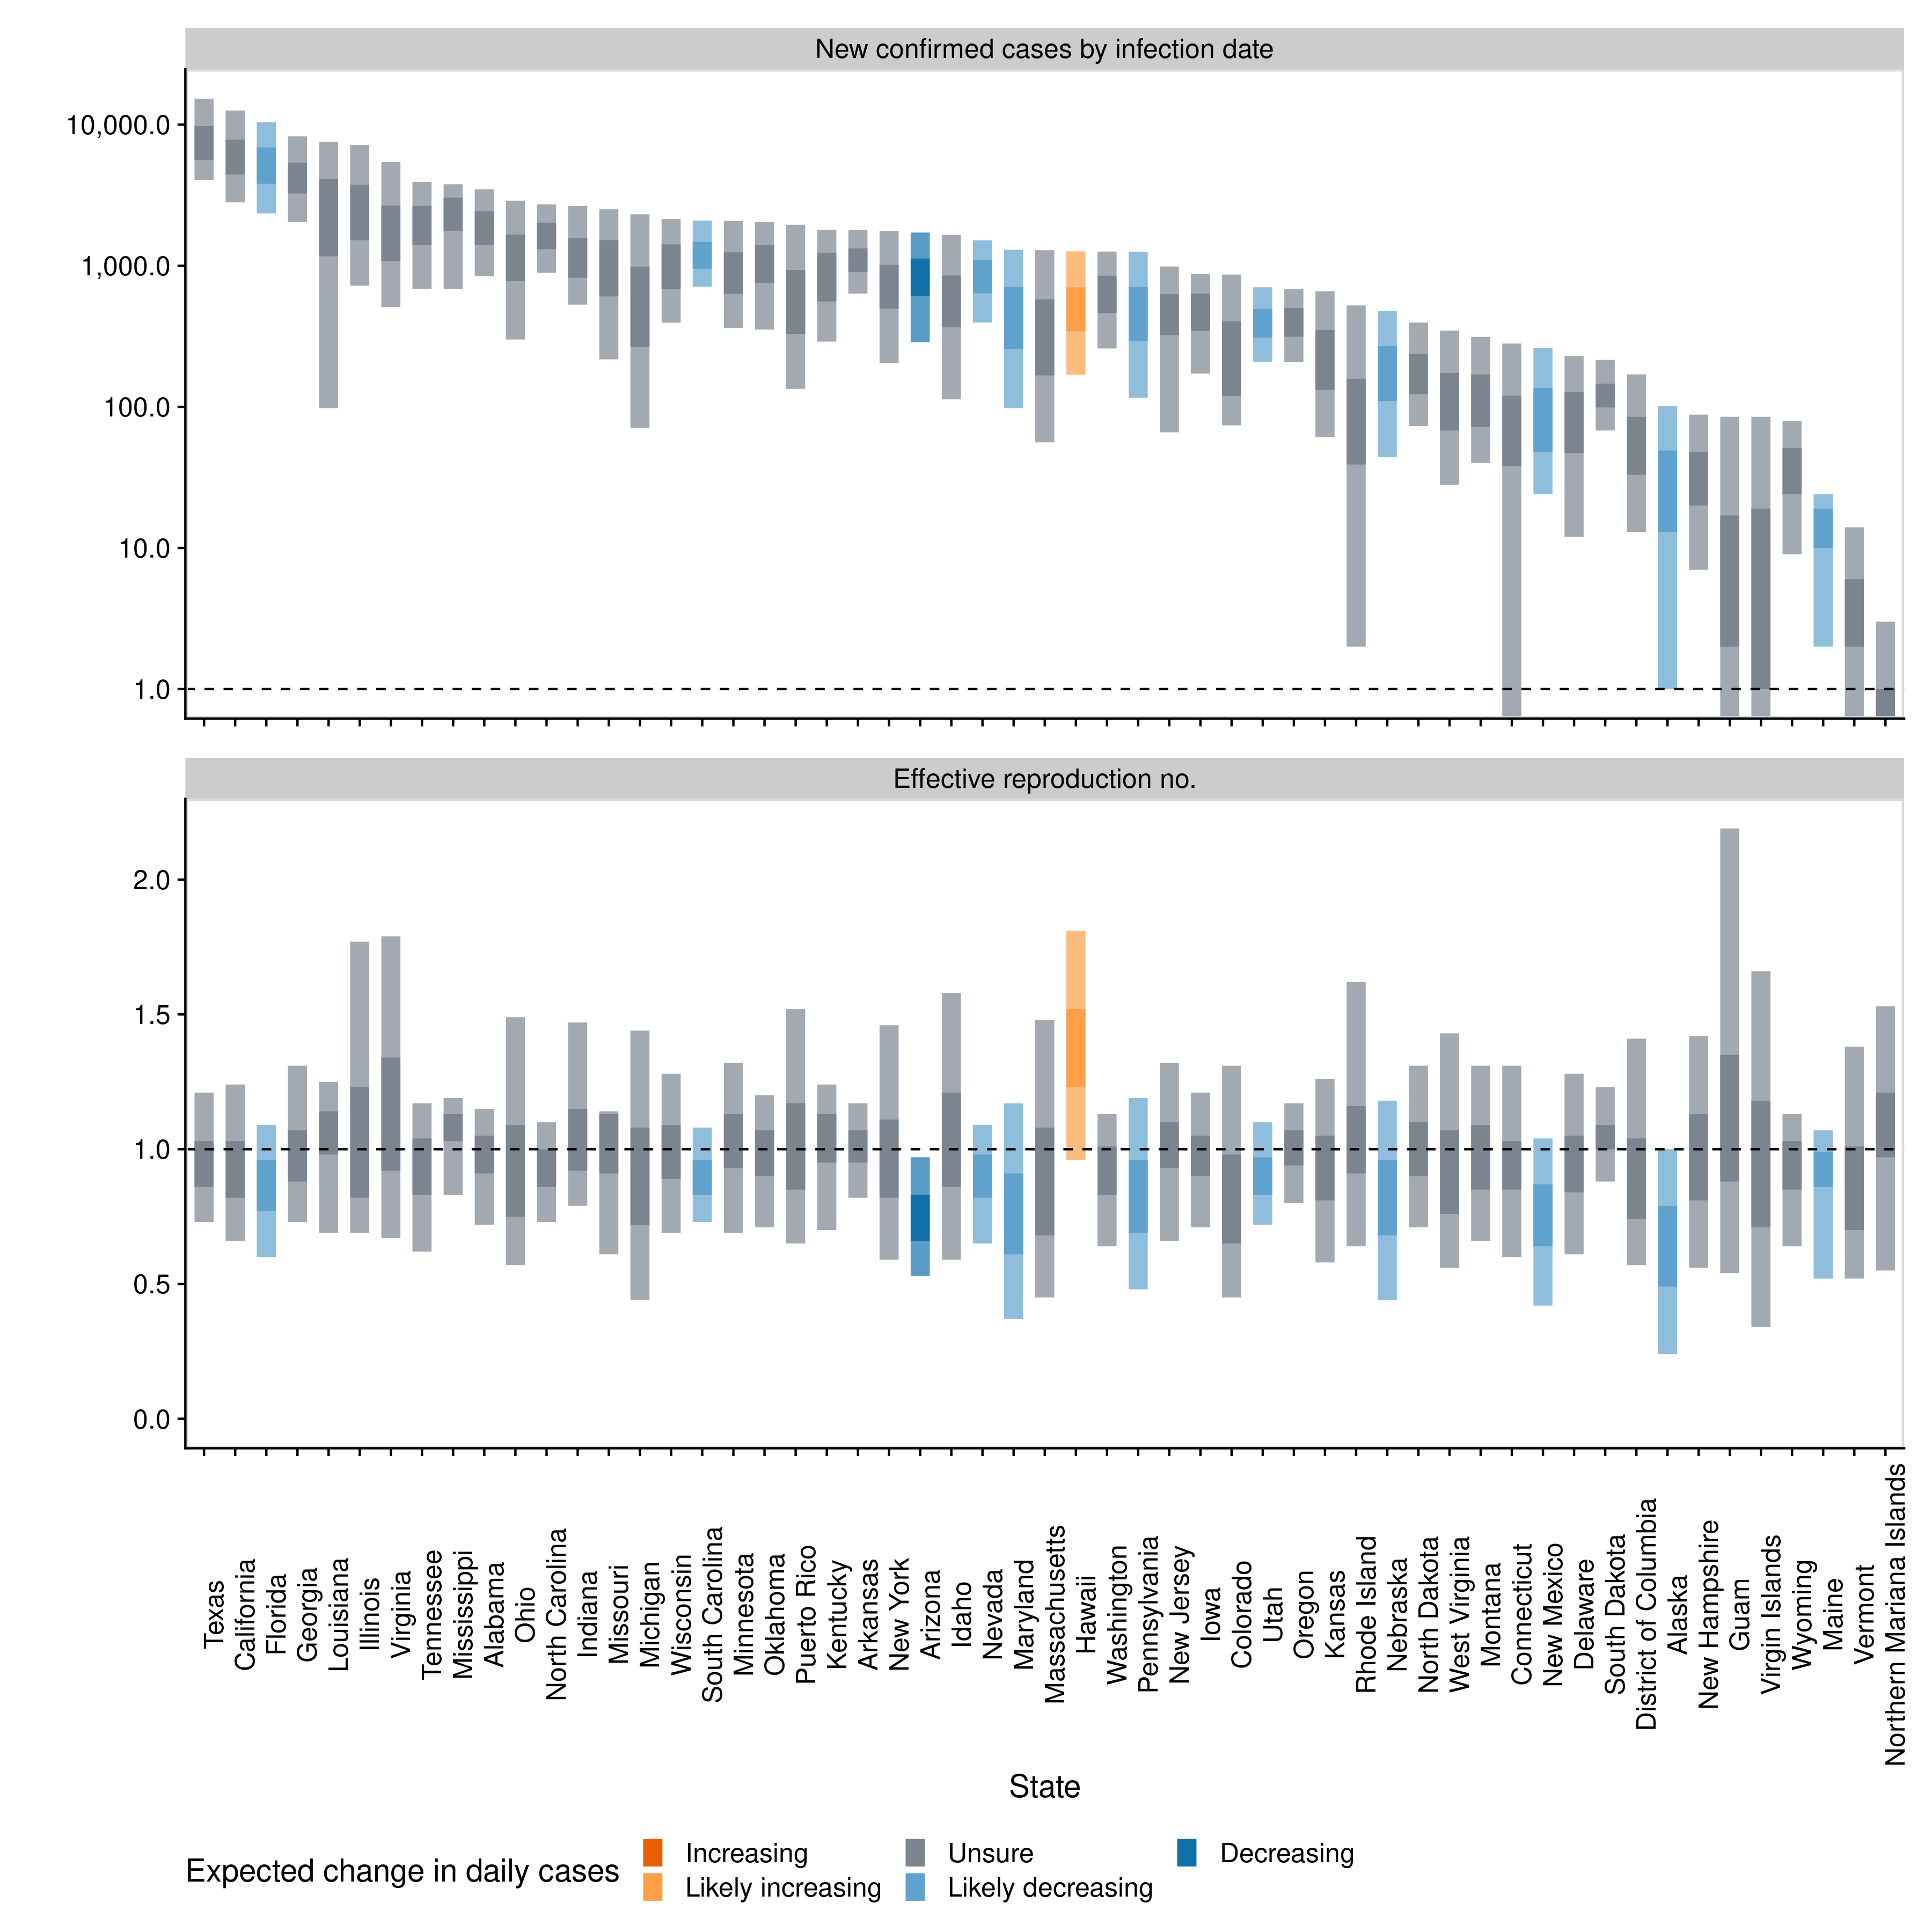 New confirmed cases by infection date
10,000.0
1,000.0
100.0
10.0
1.0
Effective reproduction no.
2.0
1.5
1.0
0.5
0.0
Texas
California
Florida
Georgia
Louisiana
Illinois
Virginia
Tennessee
Mississippi
Alabama
Ohio
North Carolina
Indiana
Missouri
Michigan
Wisconsin
South Carolina
Minnesota
Oklahoma
Puerto Rico
Kentucky
Arkansas
New York
Arizona
Idaho
Nevada
Maryland
Massachusetts
Hawaii
Washington
Pennsylvania
New Jersey
Iowa
Colorado
Utah
Oregon
Kansas
Rhode Island
Nebraska
North Dakota
West Virginia
Montana
Connecticut
New Mexico
Delaware
South Dakota
District of Columbia
Alaska
New Hampshire
Guam
Virgin Islands
Wyoming
Maine
Vermont
Northern Mariana Islands
State
Expected change in daily cases
Increasing
Likely increasing
Unsure
Likely decreasing
Decreasing